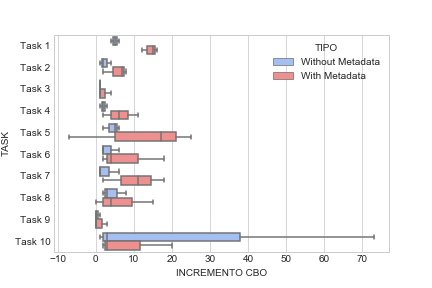 TIPO
Without Metadata
With Metadata
TASK
Task 1
Task 2
Task 3
Task 4
Task 5
Task 6
Task 7
Task 8
Task 9
Task 10
−10 0 10 20 30 40 50 60 70
INCREMENTO CBO